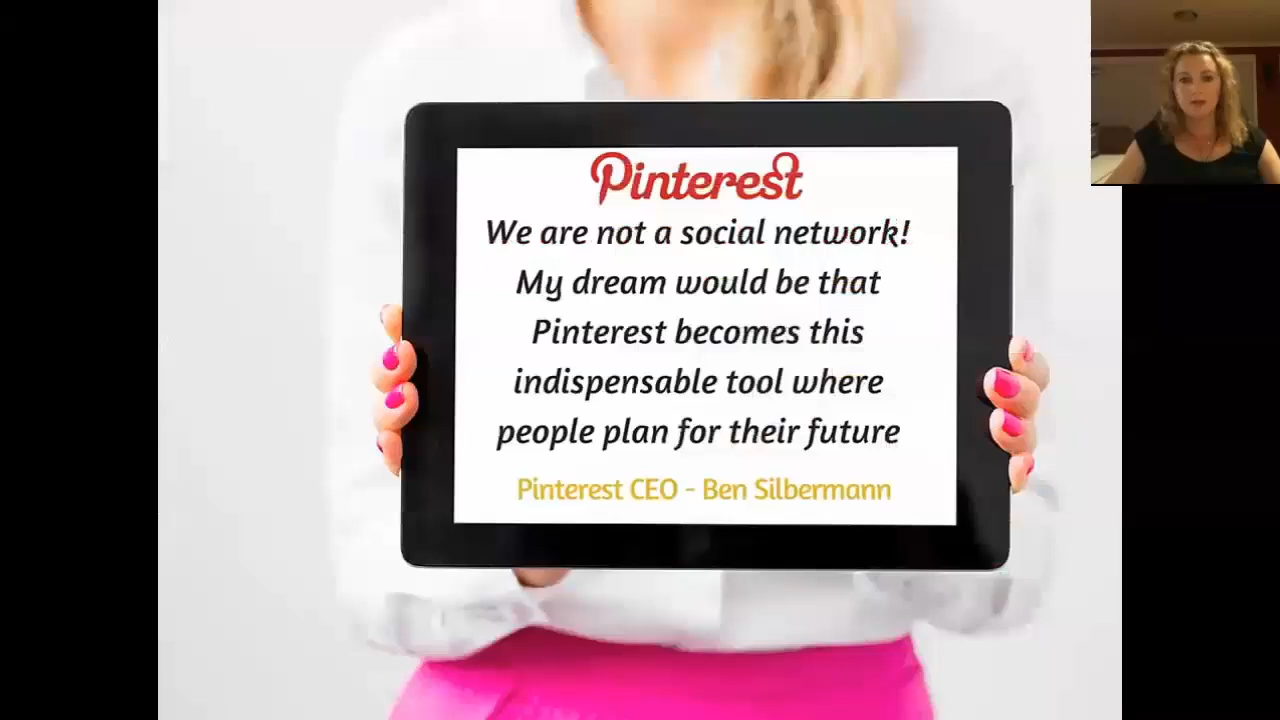 Pinterest
We are not a social network!
My dream would be that
Pinterest becomes this
indispensable tool where
people plan for their future
Pinterest CEO - Ben Silbermann